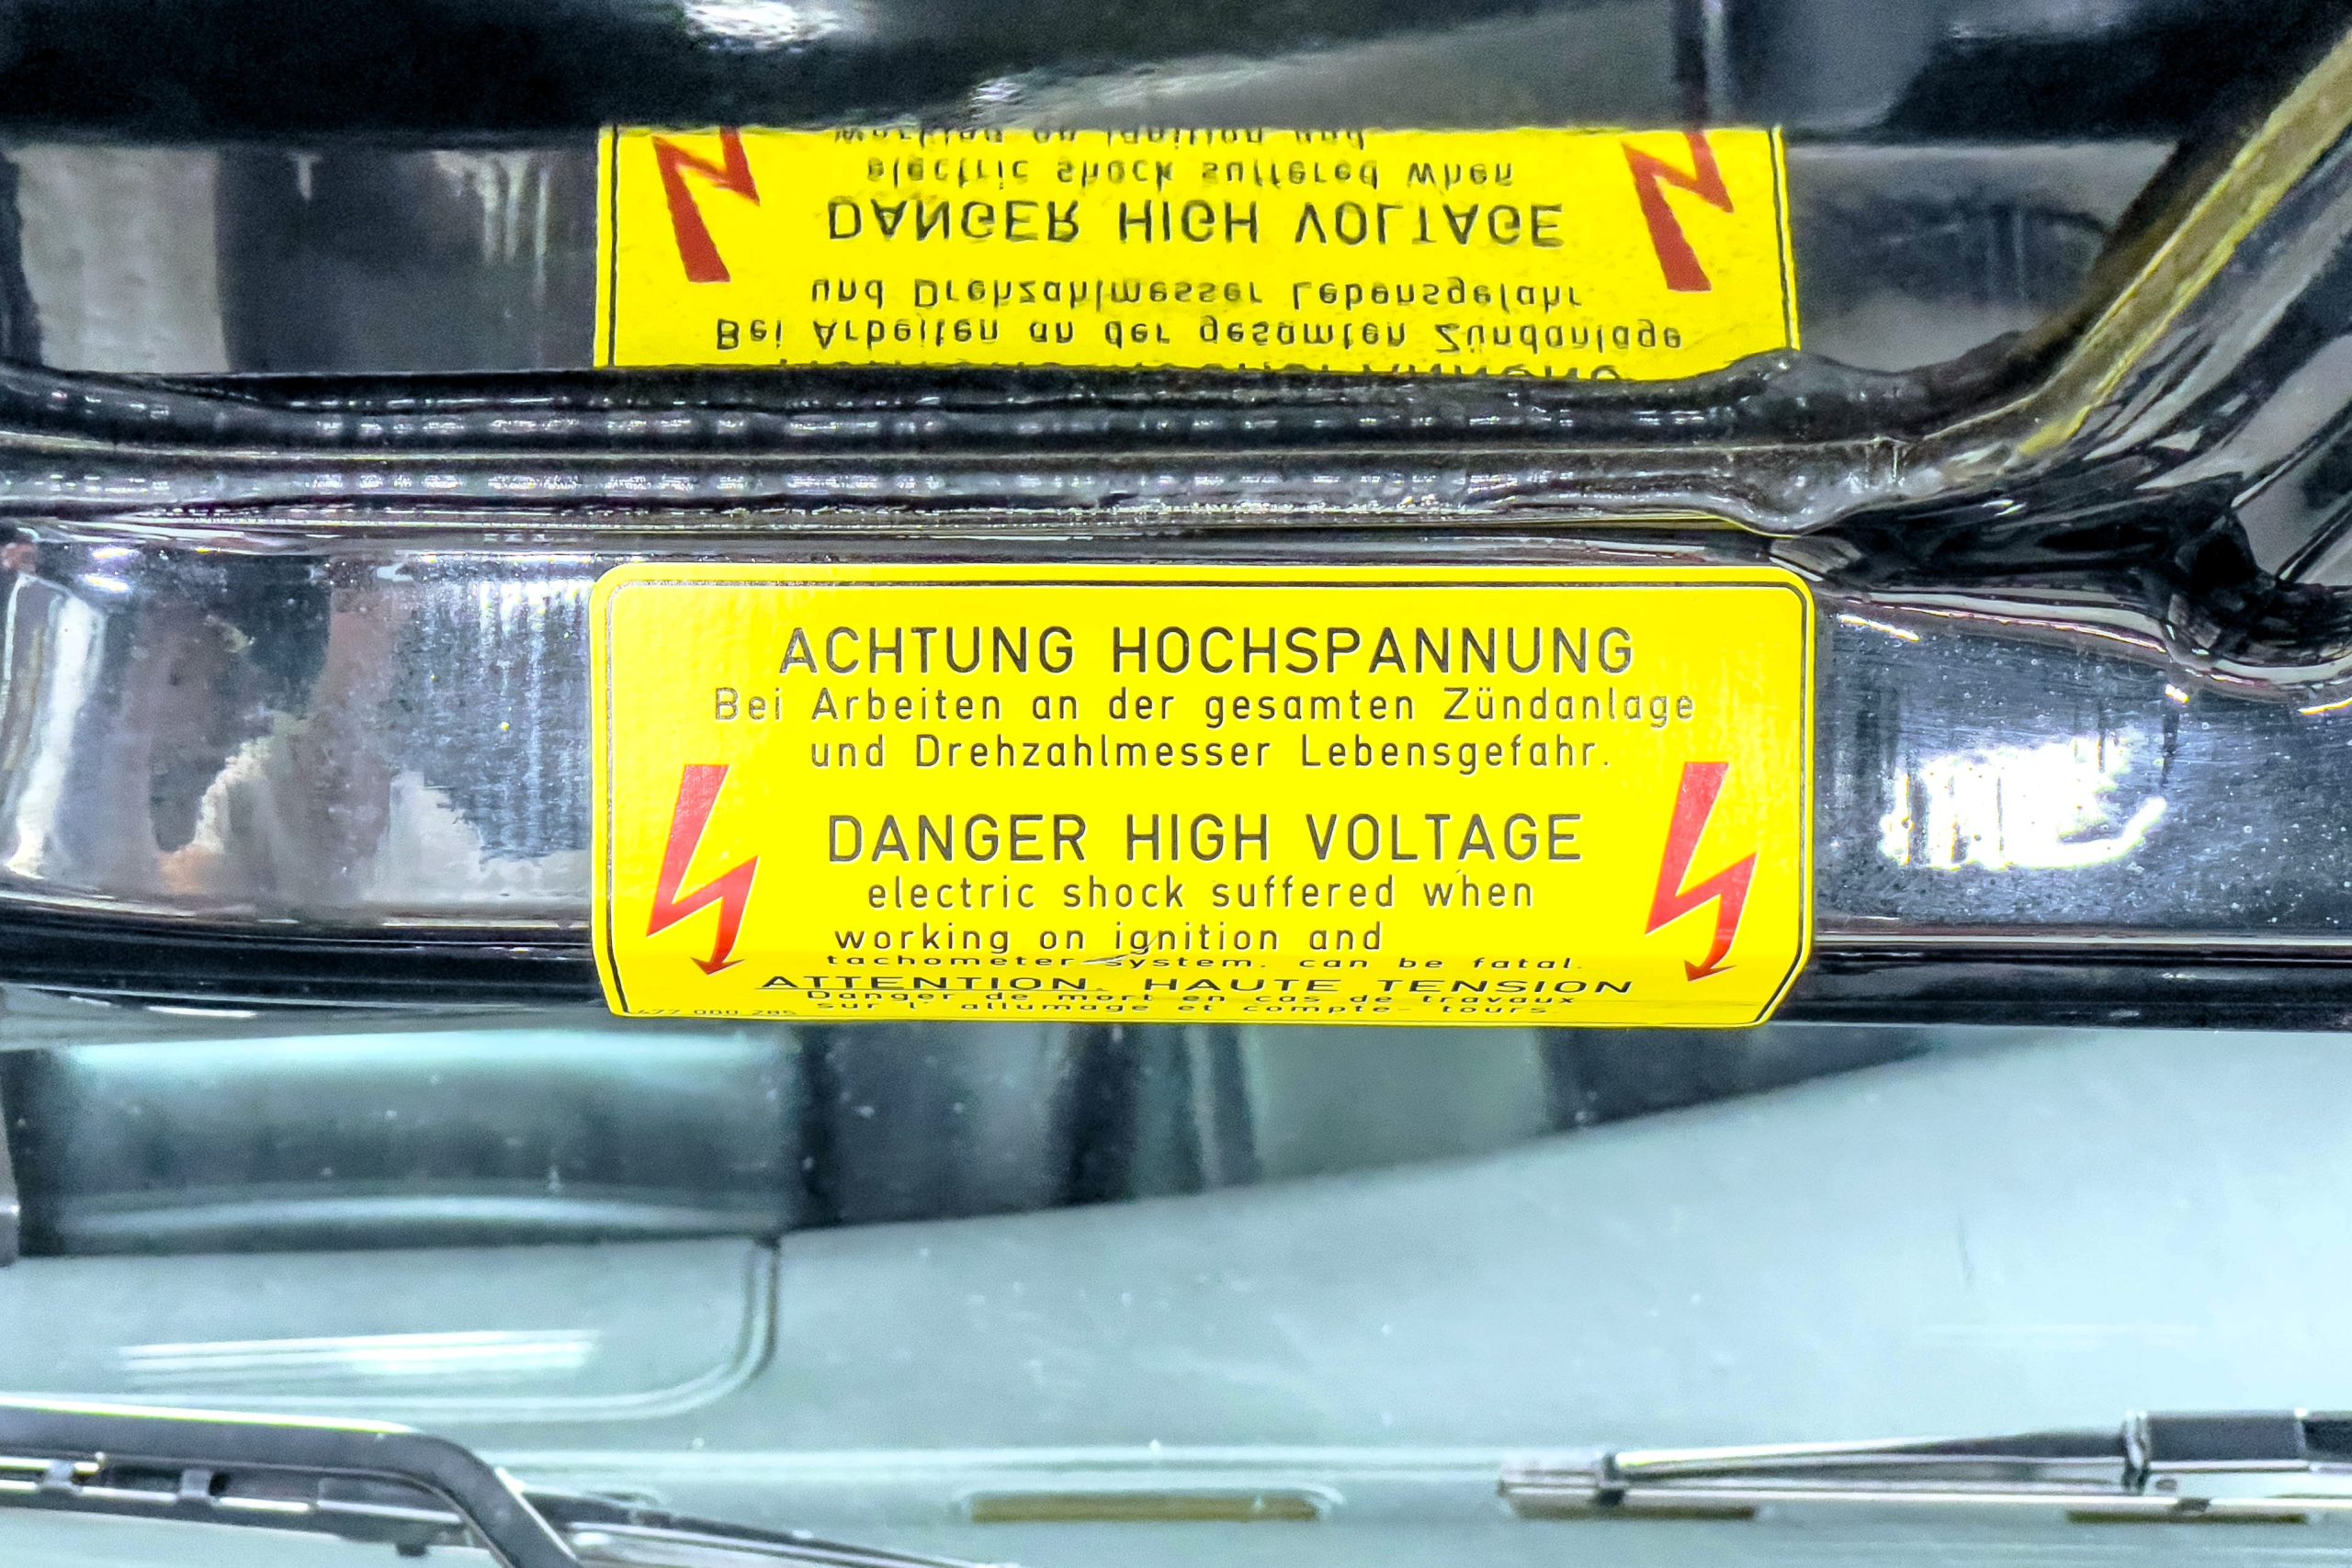 ACHTUNG HOCHSPANNUNG
Bei Arbeiten an der gesamten Zündanlage
und Drehzahlmesser Lebensgefahr.
DANGER HIGH VOLTAGE
electric shock suffered when
working on ignition and
tachometer system. can be fatal.
ATTENTION. HAUTE TENSION
Danger de mort en cas de travaux
sur l' allumage et compte- tours.